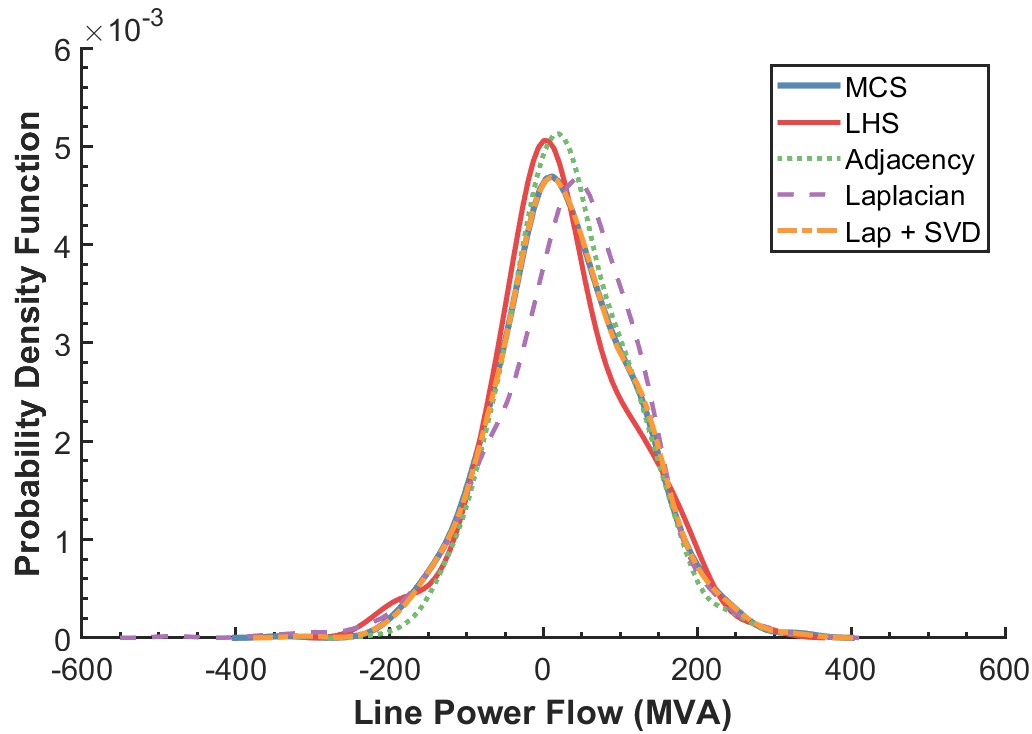 ×10⁻³
6
5
4
3
2
1
0
Probability Density Function
-600
-400
-200
0
200
400
600
Line Power Flow (MVA)
MCS
LHS
Adjacency
Laplacian
Lap + SVD